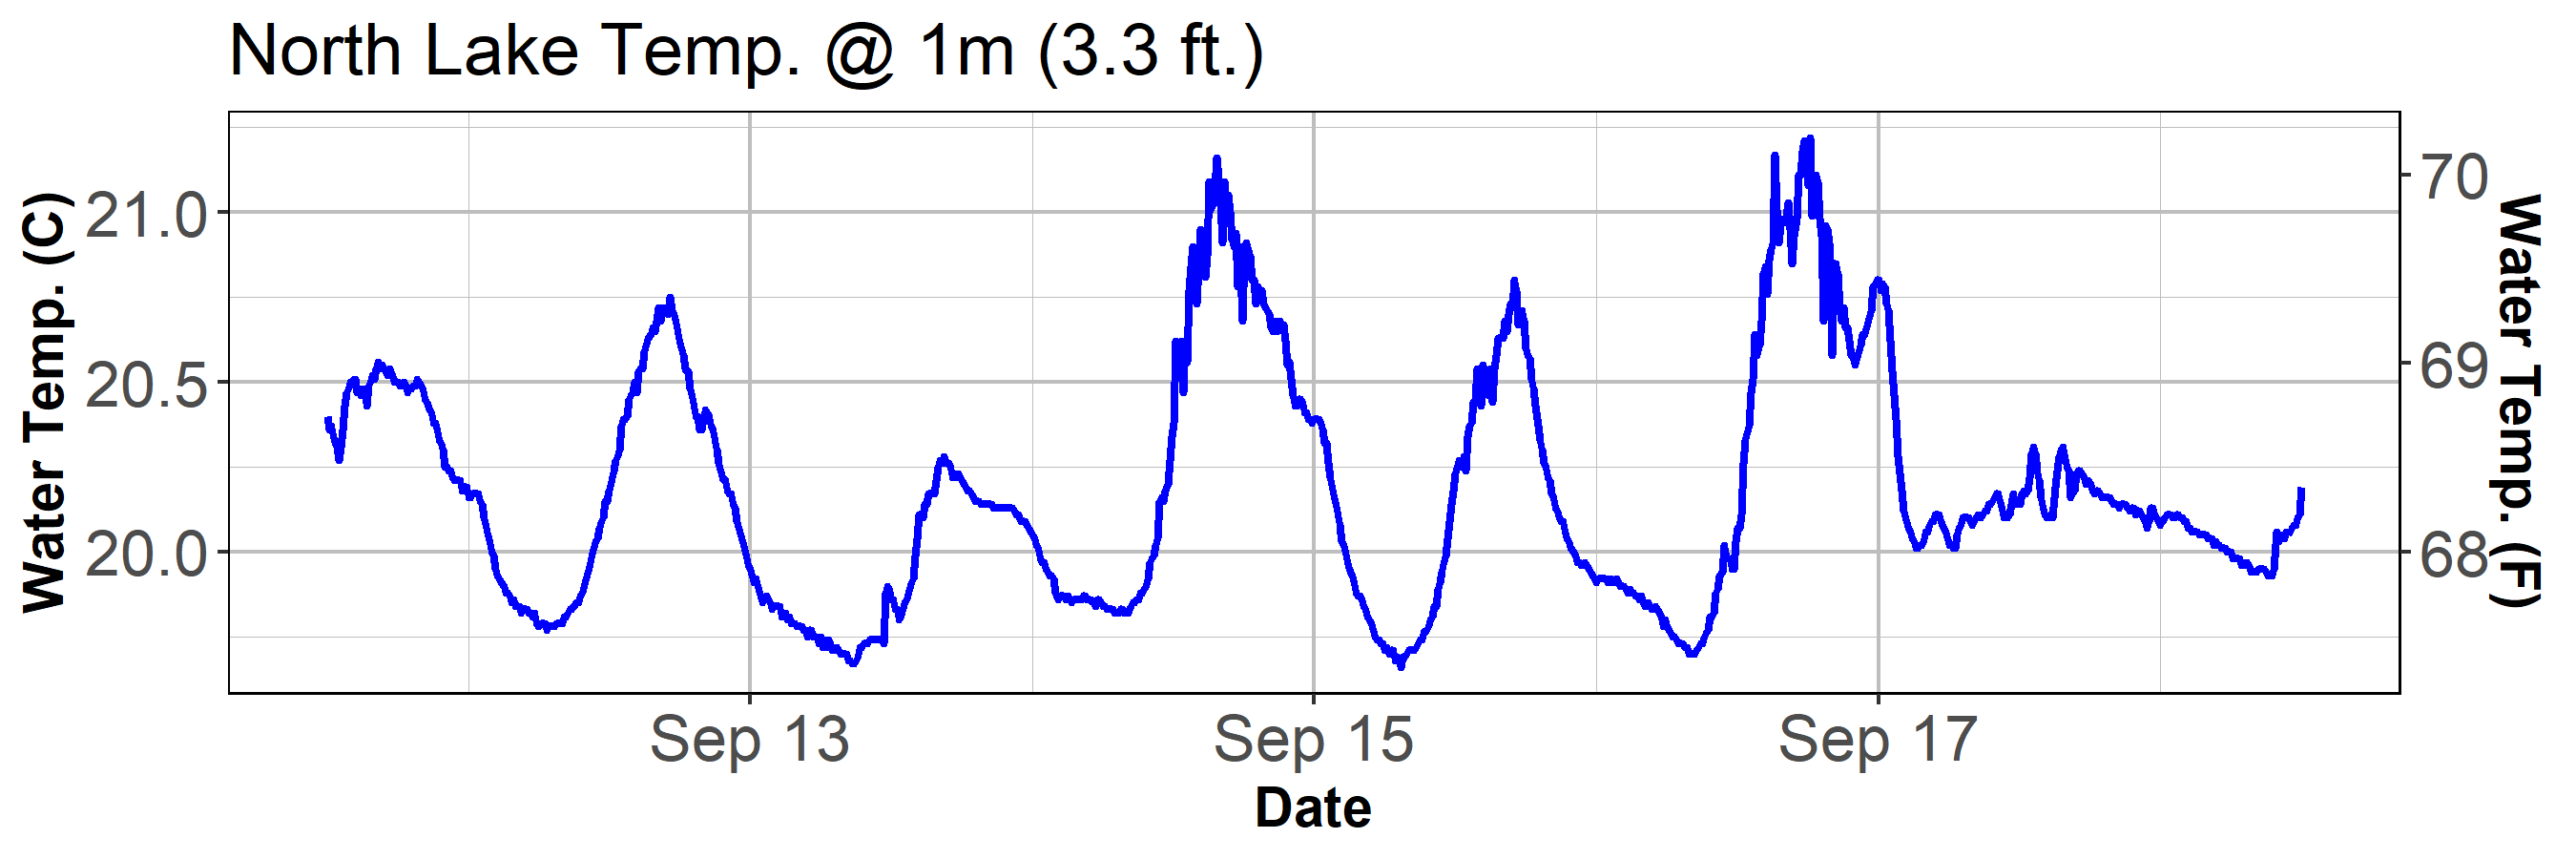 North Lake Temp. @ 1m (3.3 ft.)
Water Temp. (C)
21.0
20.5
20.0
70
69
68
Water Temp. (F)
Sep 13
Sep 15
Sep 17
Date